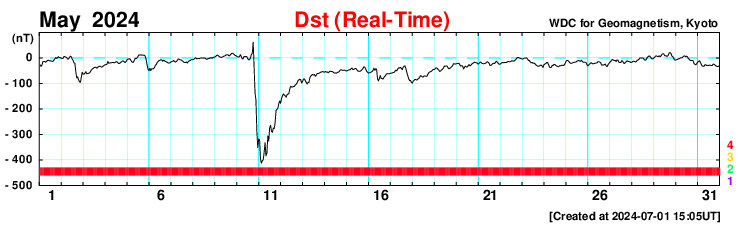 May 2024 Dst (Real-Time) WDC for Geomagnetism, Kyoto
(nT)
0
- 100
- 200
- 300
- 400
- 500
4
3
2
1
1 6 11 16 21 26 31
[Created at 2024-07-01 15:05UT]